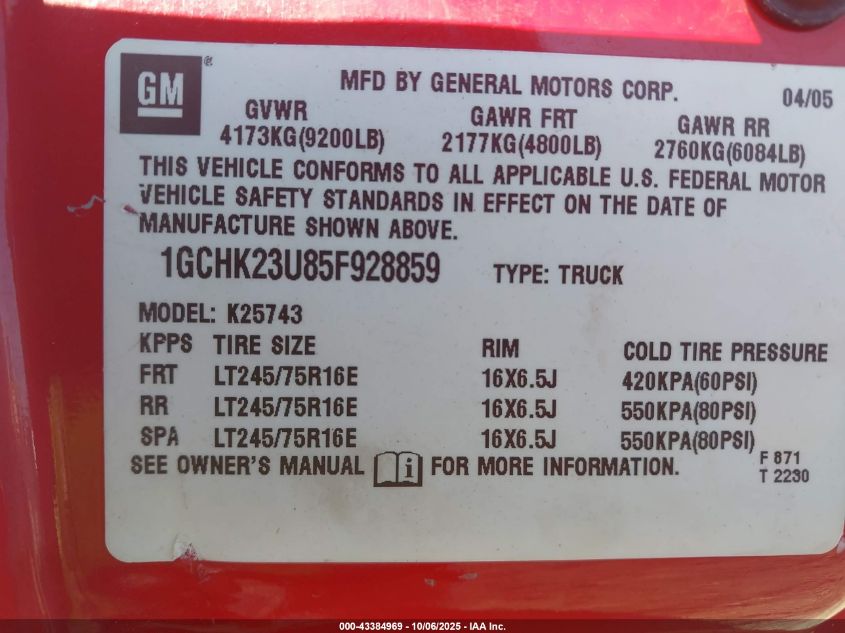 GM®
MFD BY GENERAL MOTORS CORP. 04/05
GVWR GAWR FRT GAWR RR
4173KG(9200LB) 2177KG(4800LB) 2760KG(6084LB)
THIS VEHICLE CONFORMS TO ALL APPLICABLE U.S. FEDERAL MOTOR
VEHICLE SAFETY STANDARDS IN EFFECT ON THE DATE OF
MANUFACTURE SHOWN ABOVE.
1GCHK23U85F928859 TYPE: TRUCK
MODEL: K25743
KPPS TIRE SIZE RIM COLD TIRE PRESSURE
FRT LT245/75R16E 16X6.5J 420KPA(60PSI)
RR LT245/75R16E 16X6.5J 550KPA(80PSI)
SPA LT245/75R16E 16X6.5J 550KPA(80PSI)
SEE OWNER'S MANUAL i FOR MORE INFORMATION. F 871
T 2230
000-43384969 - 10/06/2025 - IAA Inc.